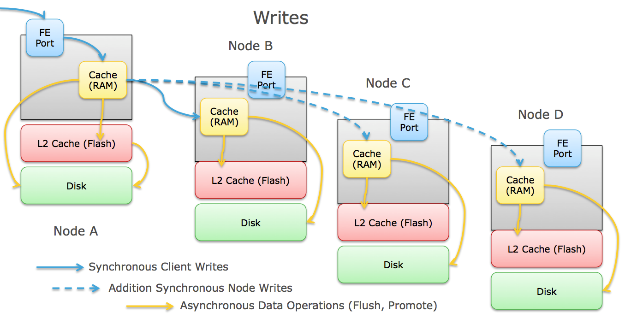 Writes
FE
Port
Cache
(RAM)
L2 Cache (Flash)
Disk
Node A
Node B
FE
Port
Cache
(RAM)
L2 Cache (Flash)
Disk
Node C
FE
Port
Cache
(RAM)
L2 Cache (Flash)
Disk
Node D
FE
Port
Cache
(RAM)
L2 Cache (Flash)
Disk
Synchronous Client Writes
Addition Synchronous Node Writes
Asynchronous Data Operations (Flush, Promote)